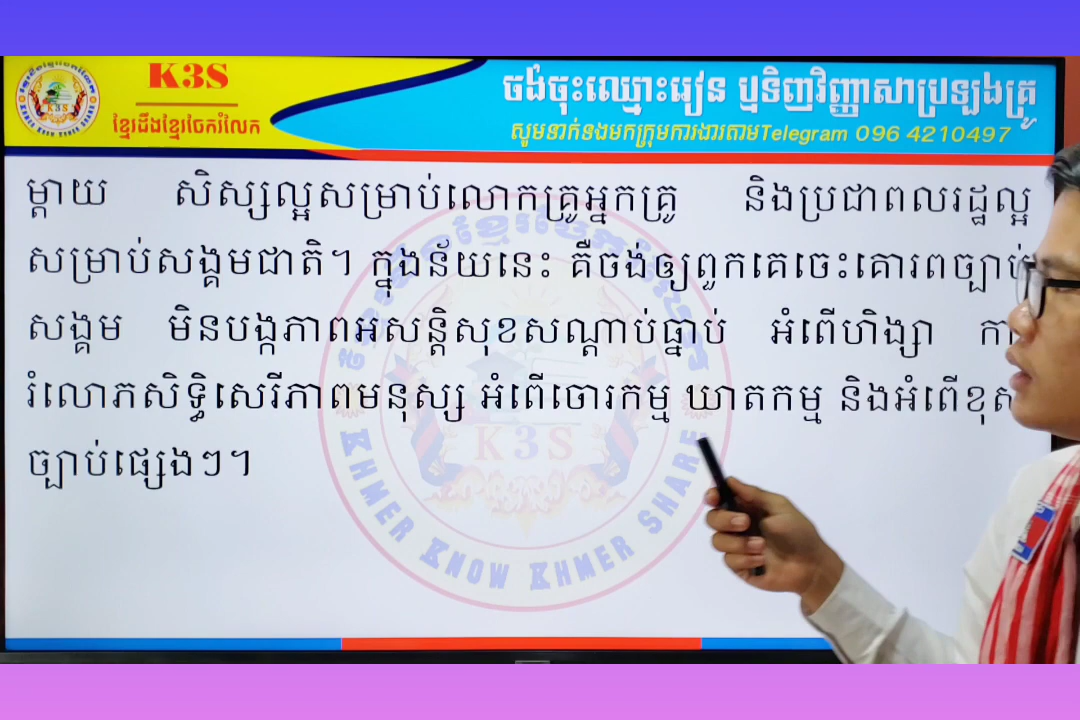 K3S
ខ្មែរដឹងខ្មែរចែករំលែក
ចង់ចុះឈ្មោះរៀន ឬទិញវិញ្ញាសាប្រឡងគ្រូ
សូមទាក់ទងមកក្រុមការងារតាមTelegram 096 4210497
ម្តាយ សិស្សល្អសម្រាប់លោកគ្រូអ្នកគ្រូ និងប្រជាពលរដ្ឋល្អ
សម្រាប់សង្គមជាតិ។ ក្នុងន័យនេះ គឺចង់ឲ្យពួកគេចេះគោរពច្បាប់
សង្គម មិនបង្កភាពអសន្តិសុខសណ្តាប់ធ្នាប់ អំពើហិង្សា
រំលោភសិទ្ធិសេរីភាពមនុស្ស អំពើចោរកម្ម ឃាតកម្ម និងអំពើខុស
ច្បាប់ផ្សេងៗ។
K3S
KHMER KNOW KHMER SHARE